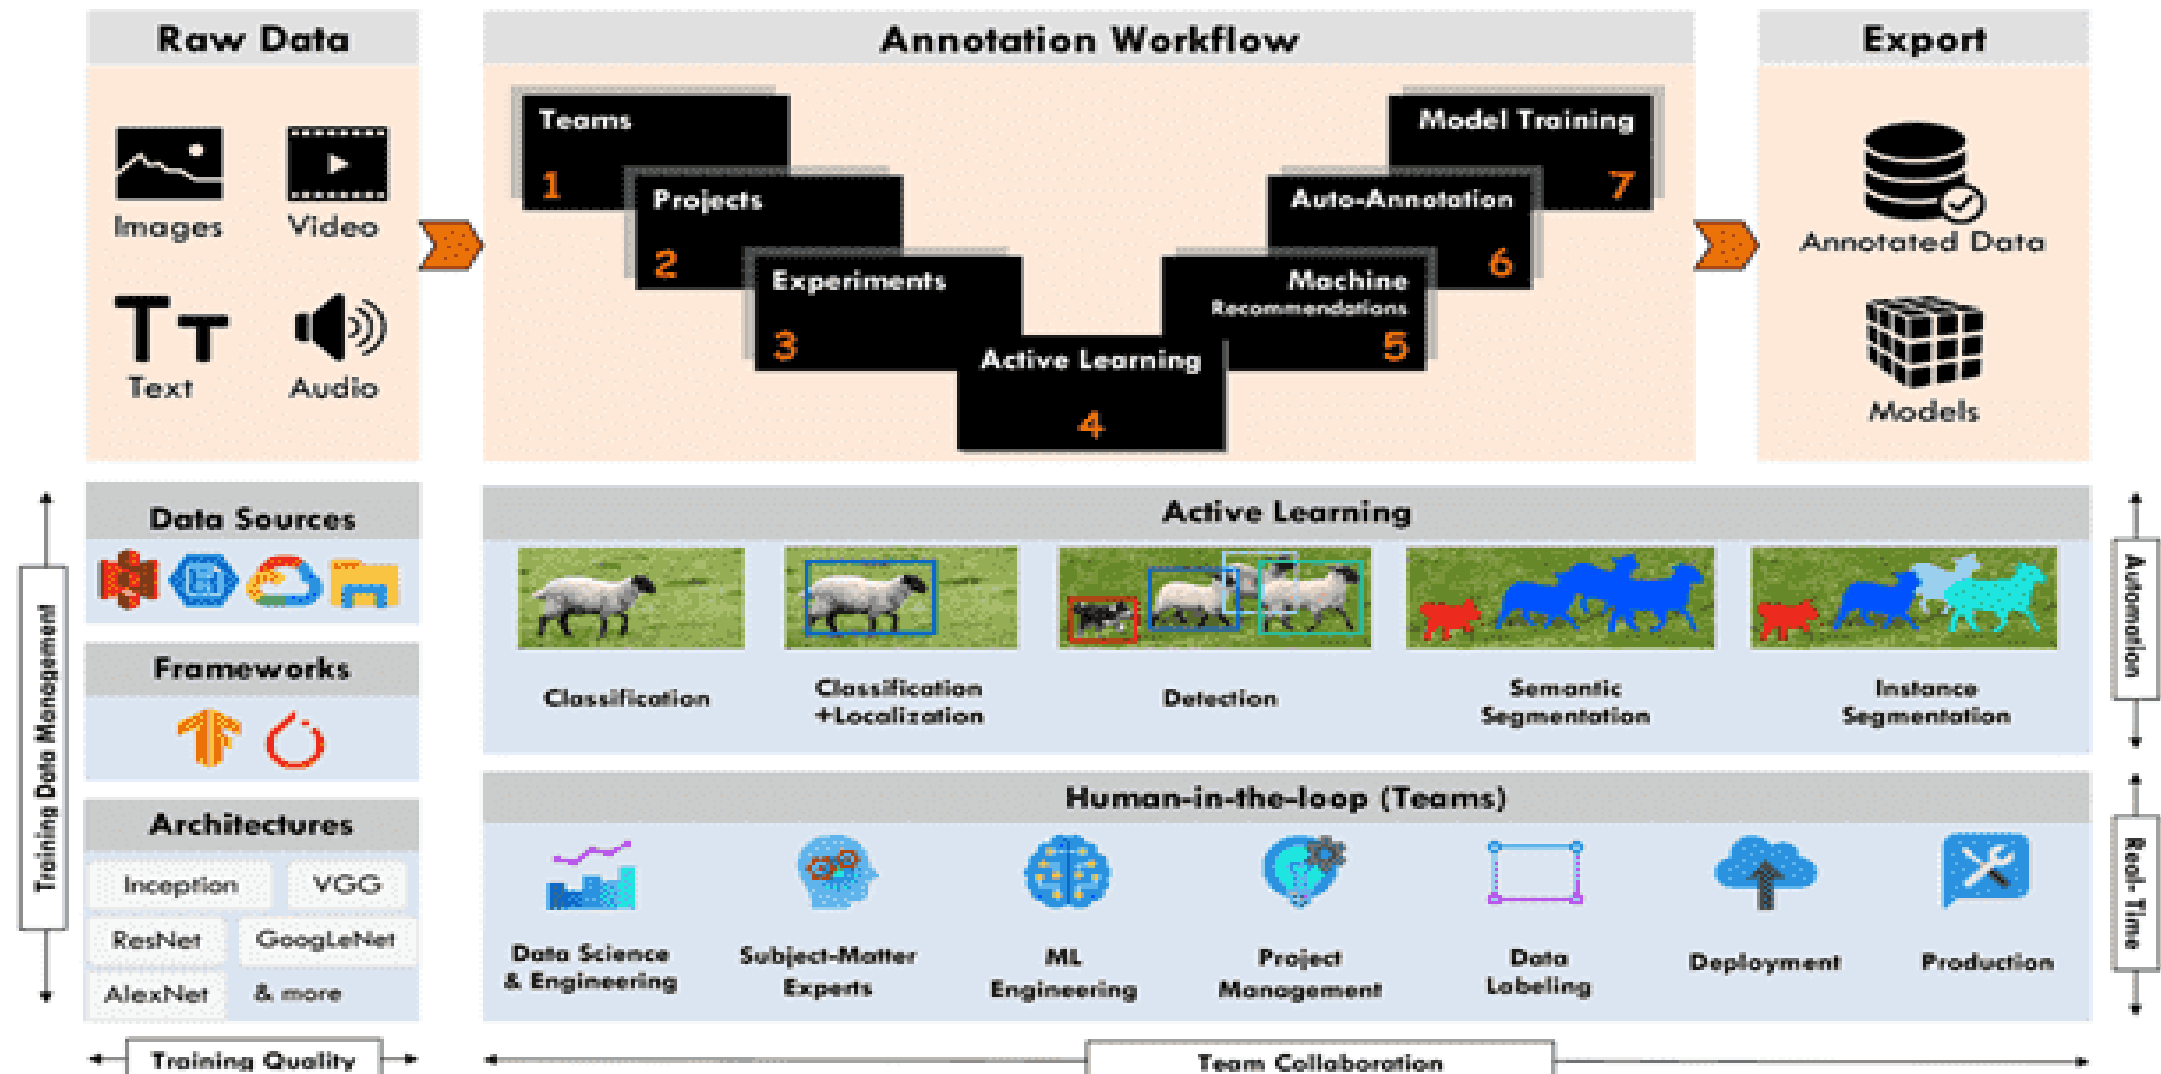 Raw Data
Images
Video
Text
Audio
Annotation Workflow
Teams
1
Projects
2
Experiments
3
Active Learning
4
Machine
Recommendations
5
Auto-Annotation
6
Model Training
7
Export
Annotated Data
Models
Training Data Management
Data Sources
Frameworks
Architectures
Inception
VGG
ResNet
GoogLeNet
AlexNet
& more
Training Quality
Active Learning
Classification
Classification
+Localization
Detection
Semantic
Segmentation
Instance
Segmentation
Automation
Human-in-the-loop (Teams)
Data Science
& Engineering
Subject-Matter
Experts
ML
Engineering
Project
Management
Data
Labeling
Deployment
Production
Real-Time
Team Collaboration